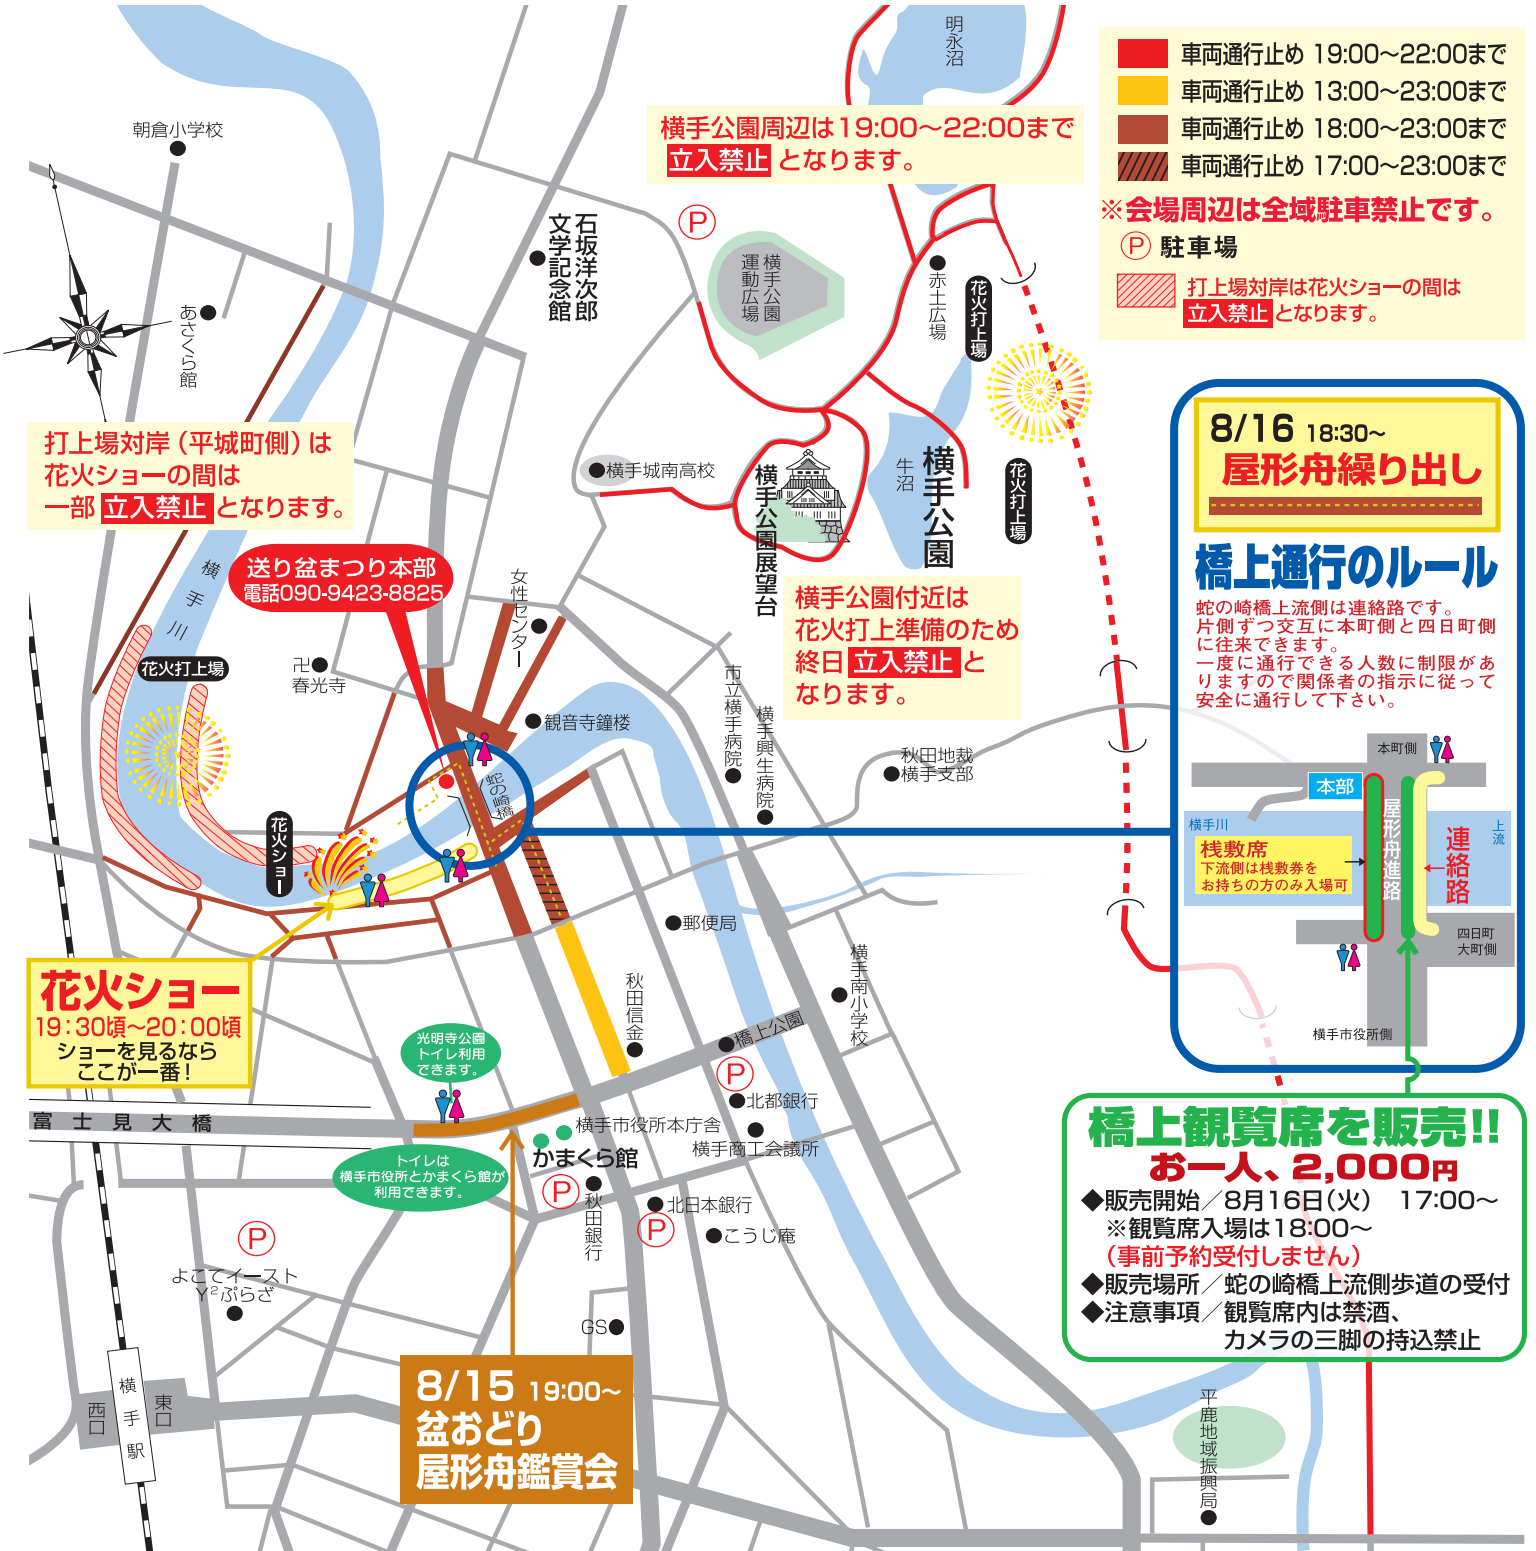 明永沼
車両通行止め 19:00〜22:00まで
車両通行止め 13:00〜23:00まで
車両通行止め 18:00〜23:00まで
車両通行止め 17:00〜23:00まで
※会場周辺は全域駐車禁止です。
Ⓟ 駐車場
打上場対岸は花火ショーの間は
立入禁止となります。
横手公園周辺は19:00〜22:00まで
立入禁止 となります。
朝倉小学校
石坂洋次郎
文学記念館
P
横手公園
運動広場
赤土広場
花火打上場
あさくら館
打上場対岸（平城町側）は
花火ショーの間は
一部 立入禁止 となります。
横手城南高校
横手公園展望台
牛沼
横手公園
花火打上場
8/16 18:30〜
屋形舟繰り出し
橋上通行のルール
蛇の崎橋上流側は連絡路です。
片側ずつ交互に本町側と四日町側
に往来できます。
一度に通行できる人数に制限があ
りますので関係者の指示に従って
安全に通行して下さい。
本町側
本部
横手川
上流
桟敷席
下流側は桟敷券を
お持ちの方のみ入場可
屋形舟進路
連絡路
四日町
大町側
横手市役所側
横手川
送り盆まつり本部
電話090-9423-8825
女性センター
横手公園付近は
花火打上準備のため
終日 立入禁止 と
なります。
花火打上場
卍
春光寺
観音寺鐘楼
市立横手病院
横手興生病院
秋田地裁
横手支部
蛇の崎橋
花火ショー
郵便局
横手南小学校
花火ショー
19:30頃〜20:00頃
ショーを見るなら
ここが一番！
秋田信金
光明寺公園
トイレ利用
できます。
橋上公園
P
北都銀行
富士見大橋
横手市役所本庁舎
横手商工会議所
かまくら館
トイレは
横手市役所とかまくら館が
利用できます。
P
秋田銀行
北日本銀行
P
こうじ庵
P
よこてイースト
Y²ぷらざ
GS
橋上観覧席を販売!!
お一人、2,000円
◆販売開始／8月16日(火) 17:00〜
※観覧席入場は18:00〜
（事前予約受付しません）
◆販売場所／蛇の崎橋上流側歩道の受付
◆注意事項／観覧席内は禁酒、
カメラの三脚の持込禁止
8/15 19:00〜
盆おどり
屋形舟鑑賞会
西口
横手駅
東口
平鹿地域振興局